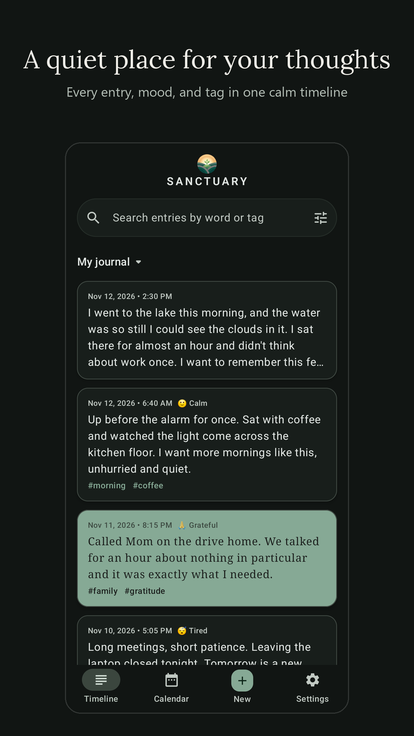 A quiet place for your thoughts
Every entry, mood, and tag in one calm timeline
SANCTUARY
Search entries by word or tag
My journal
Nov 12, 2026 • 2:30 PM
I went to the lake this morning, and the water
was so still I could see the clouds in it. I sat
there for almost an hour and didn't think
about work once. I want to remember this fe…
Nov 12, 2026 • 6:40 AM Calm
Up before the alarm for once. Sat with coffee
and watched the light come across the
kitchen floor. I want more mornings like this,
unhurried and quiet.
#morning #coffee
Nov 11, 2026 • 8:15 PM Grateful
Called Mom on the drive home. We talked
for an hour about nothing in particular
and it was exactly what I needed.
#family #gratitude
Nov 10, 2026 • 5:05 PM Tired
Long meetings, short patience. Leaving the
laptop closed tonight. Tomorrow is a new
Timeline
Calendar
New
Settings